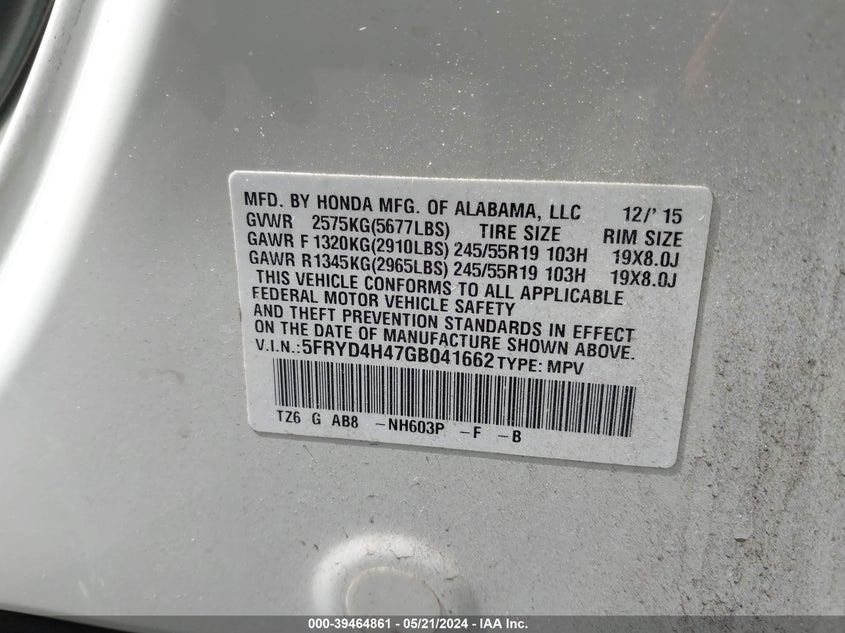 MFD. BY HONDA MFG. OF ALABAMA, LLC 12/' 15
GVWR 2575KG(5677LBS) TIRE SIZE RIM SIZE
GAWR F 1320KG(2910LBS) 245/55R19 103H 19X8.0J
GAWR R1345KG(2965LBS) 245/55R19 103H 19X8.0J
THIS VEHICLE CONFORMS TO ALL APPLICABLE
FEDERAL MOTOR VEHICLE SAFETY
AND THEFT PREVENTION STANDARDS IN EFFECT
ON THE DATE OF MANUFACTURE SHOWN ABOVE.
V.I.N.:5FRYD4H47GB041662 TYPE: MPV
TZ6 G AB8 -NH603P -F -B
000-39464861 - 05/21/2024 - IAA Inc.